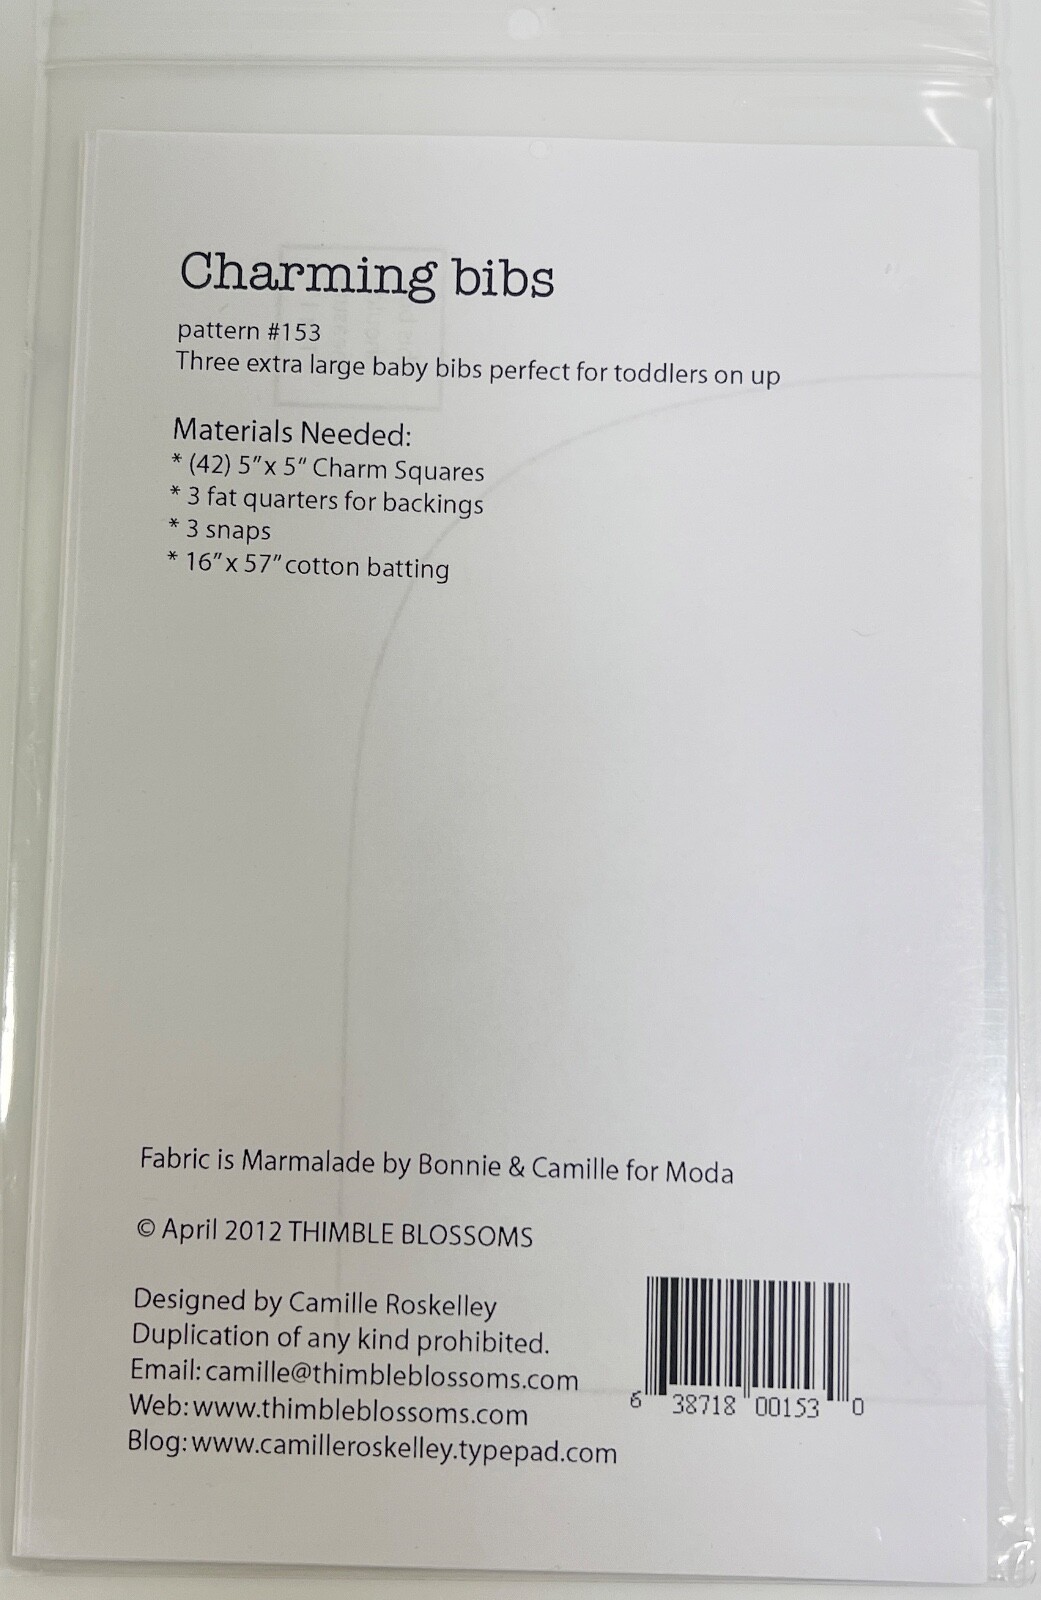 Charming bibs
pattern #153
Three extra large baby bibs perfect for toddlers on up
Materials Needed:
* (42) 5”x 5“ Charm Squares
* 3 fat quarters for backings
* 3 snaps
* 16”x 57”cotton batting
Fabric is Marmalade by Bonnie & Camille for Moda
© April 2012 THIMBLE BLOSSOMS
Designed by Camille Roskelley
Duplication of any kind prohibited.
Email:camille@thimbleblossoms.com
Web:www.thimbleblossoms.com
Blog:www.camilleroskelley.typepad.com
6 38718 00153 0